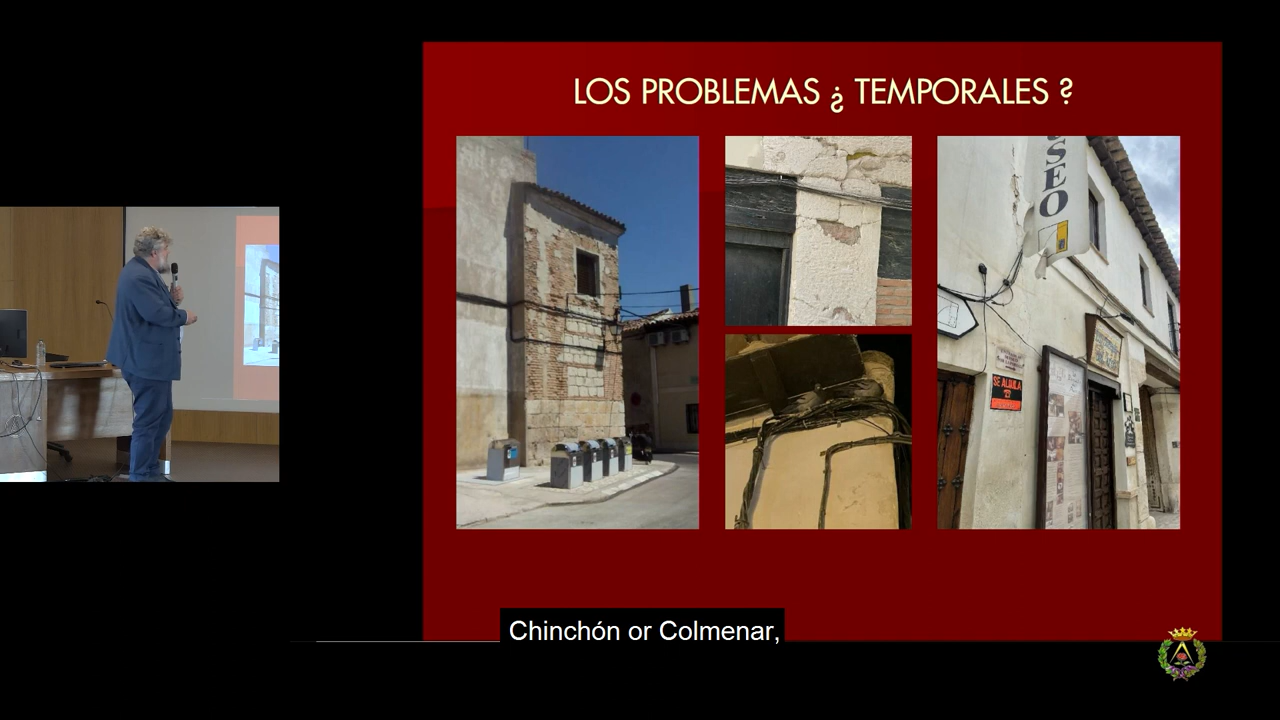 LOS PROBLEMAS ¿ TEMPORALES ?
SEO
SE ALQUILA
Chinchón or Colmenar,